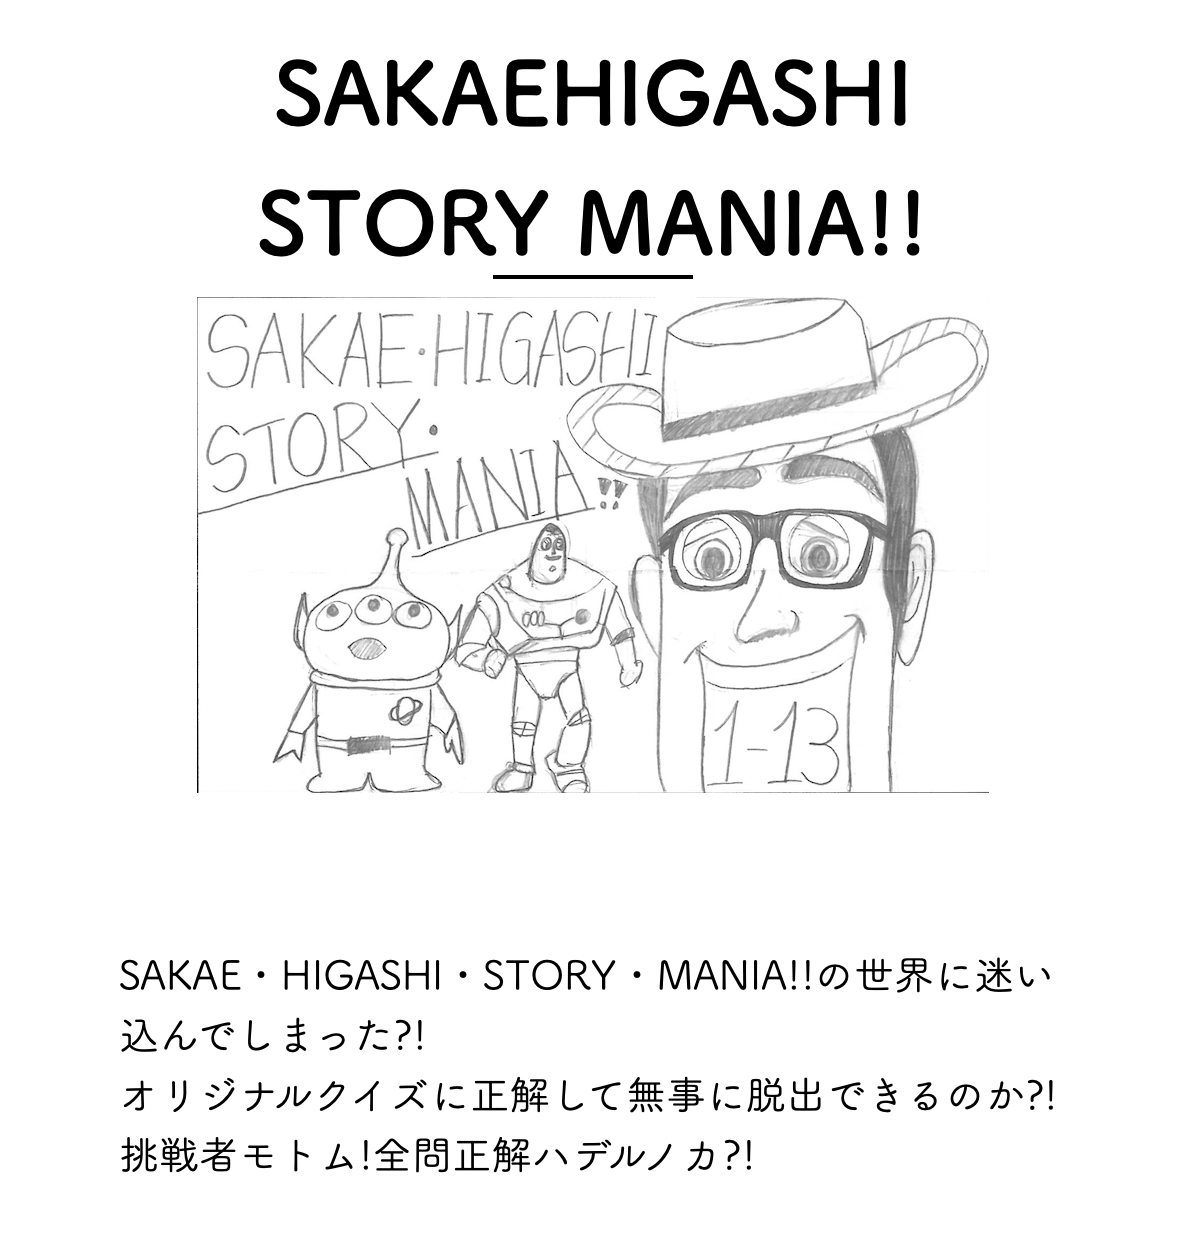 SAKAEHIGASHI
STORY MANIA!!
SAKAE・HIGASHI
STORY・
MANIA!!
1-13
SAKAE・HIGASHI・STORY・MANIA!!の世界に迷い
込んでしまった?!
オリジナルクイズに正解して無事に脱出できるのか?!
挑戦者モトム!全問正解ハデルノカ?!